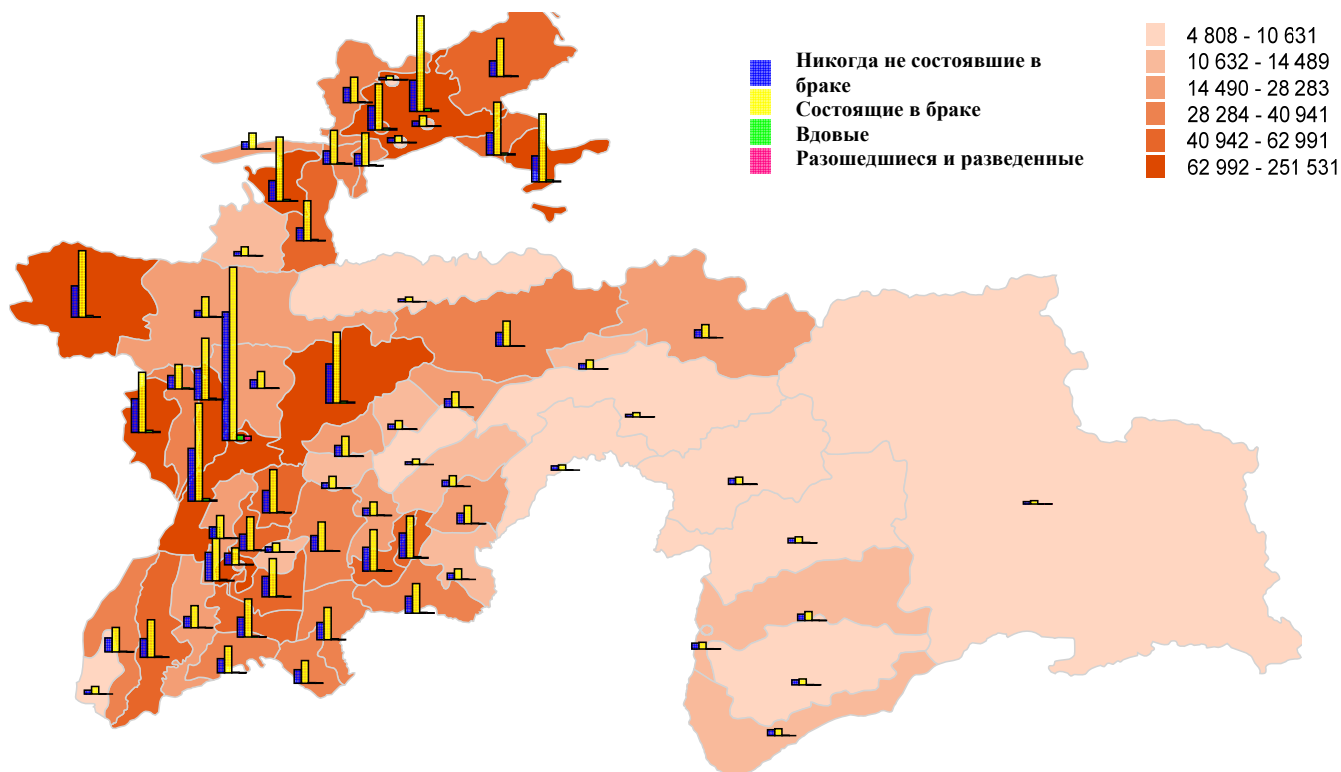 Никогда не состоявшие в
браке
Состоящие в браке
Вдовые
Разошедшиеся и разведенные
4 808 - 10 631
10 632 - 14 489
14 490 - 28 283
28 284 - 40 941
40 942 - 62 991
62 992 - 251 531